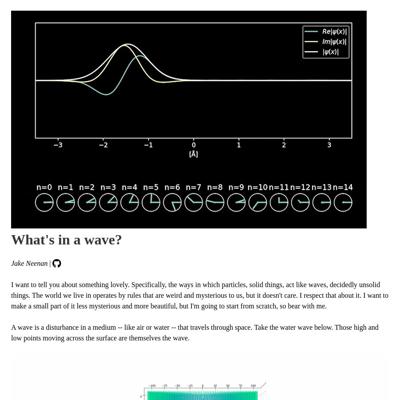 Re|ψ(x)|
Im|ψ(x)|
|ψ(x)|
−3 −2 −1 0 1 2 3
[Å]
n=0 n=1 n=2 n=3 n=4 n=5 n=6 n=7 n=8 n=9 n=10 n=11 n=12 n=13 n=14
What's in a wave?
Jake Neenan |
I want to tell you about something lovely. Specifically, the ways in which particles, solid things, act like waves, decidedly unsolid
things. The world we live in operates by rules that are weird and mysterious to us, but it doesn't care. I respect that about it. I want to
make a small part of it less mysterious and more beautiful, but I'm going to start from scratch, so bear with me.
A wave is a disturbance in a medium -- like air or water -- that travels through space. Take the water wave below. Those high and
low points moving across the surface are themselves the wave.